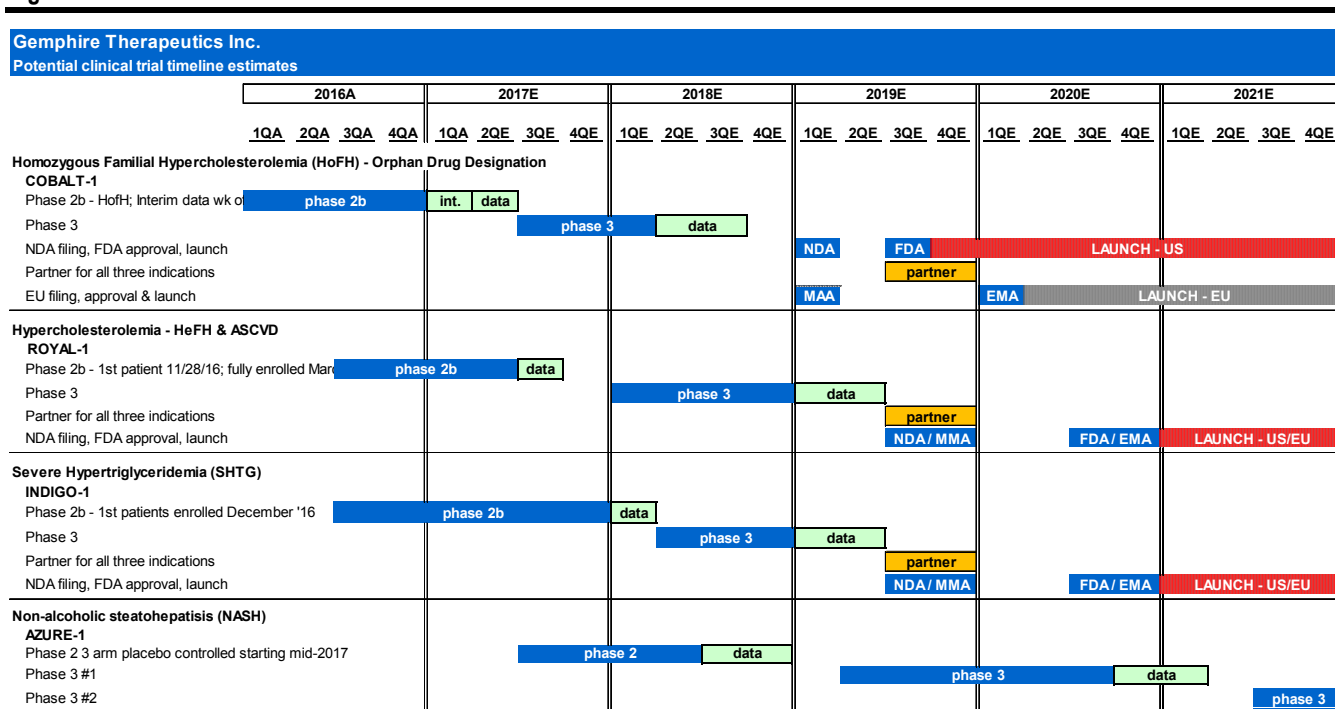 Gemphire Therapeutics Inc.
Potential clinical trial timeline estimates
2016A 2017E 2018E 2019E 2020E 2021E
1QA 2QA 3QA 4QA 1QA 2QE 3QE 4QE 1QE 2QE 3QE 4QE 1QE 2QE 3QE 4QE 1QE 2QE 3QE 4QE 1QE 2QE 3QE 4QE
Homozygous Familial Hypercholesterolemia (HoFH) - Orphan Drug Designation
COBALT-1
Phase 2b - HofH; Interim data wk of phase 2b int. data
Phase 3 phase 3 data
NDA filing, FDA approval, launch NDA FDA LAUNCH - US
Partner for all three indications partner
EU filing, approval & launch MAA EMA LAUNCH - EU
Hypercholesterolemia - HeFH & ASCVD
ROYAL-1
Phase 2b - 1st patient 11/28/16; fully enrolled phase 2b data
Phase 3 phase 3 data
Partner for all three indications partner
NDA filing, FDA approval, launch NDA / MMA FDA / EMA LAUNCH - US/EU
Severe Hypertriglyceridemia (SHTG)
INDIGO-1
Phase 2b - 1st patients enrolled December '16 phase 2b data
Phase 3 phase 3 data
Partner for all three indications partner
NDA filing, FDA approval, launch NDA / MMA FDA / EMA LAUNCH - US/EU
Non-alcoholic steatohepatisis (NASH)
AZURE-1
Phase 2 3 arm placebo controlled starting mid-2017 phase 2 data
Phase 3 #1 phase 3 data
Phase 3 #2 phase 3